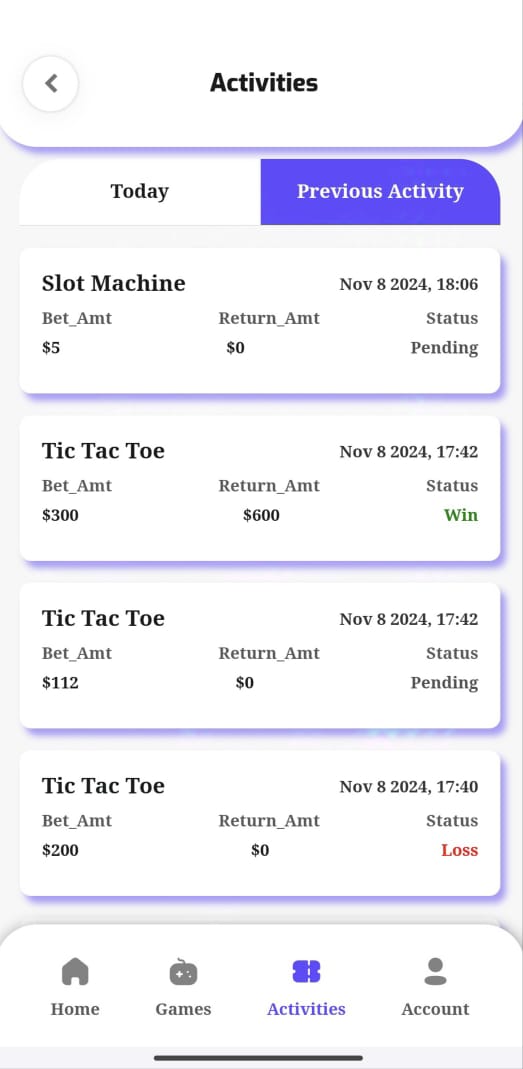 Activities
Today Previous Activity
Slot Machine Nov 8 2024, 18:06
Bet_Amt Return_Amt Status
$5 $0 Pending
Tic Tac Toe Nov 8 2024, 17:42
Bet_Amt Return_Amt Status
$300 $600 Win
Tic Tac Toe Nov 8 2024, 17:42
Bet_Amt Return_Amt Status
$112 $0 Pending
Tic Tac Toe Nov 8 2024, 17:40
Bet_Amt Return_Amt Status
$200 $0 Loss
Home Games Activities Account